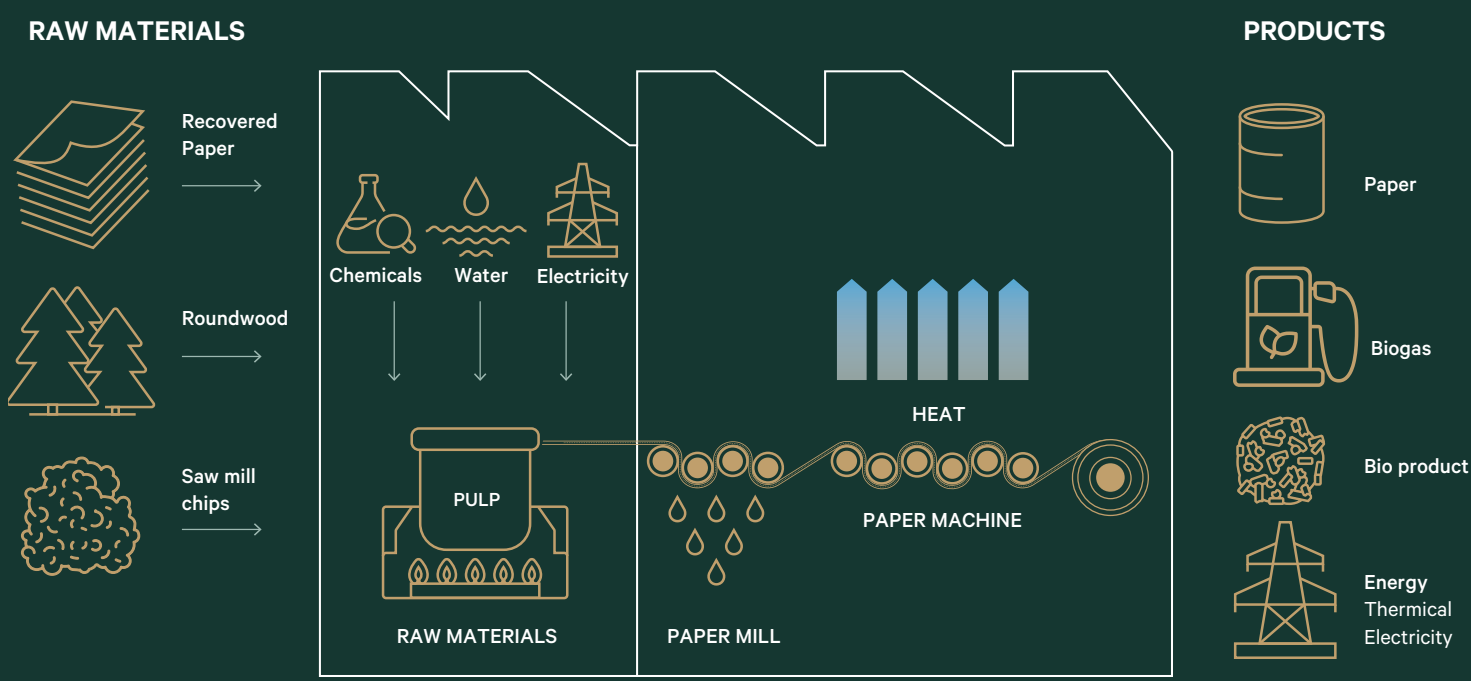 RAW MATERIALS
PRODUCTS
Recovered
Paper
Roundwood
Saw mill
chips
Chemicals
Water
Electricity
PULP
RAW MATERIALS
HEAT
PAPER MACHINE
PAPER MILL
Paper
Biogas
Bio product
Energy
Thermical
Electricity